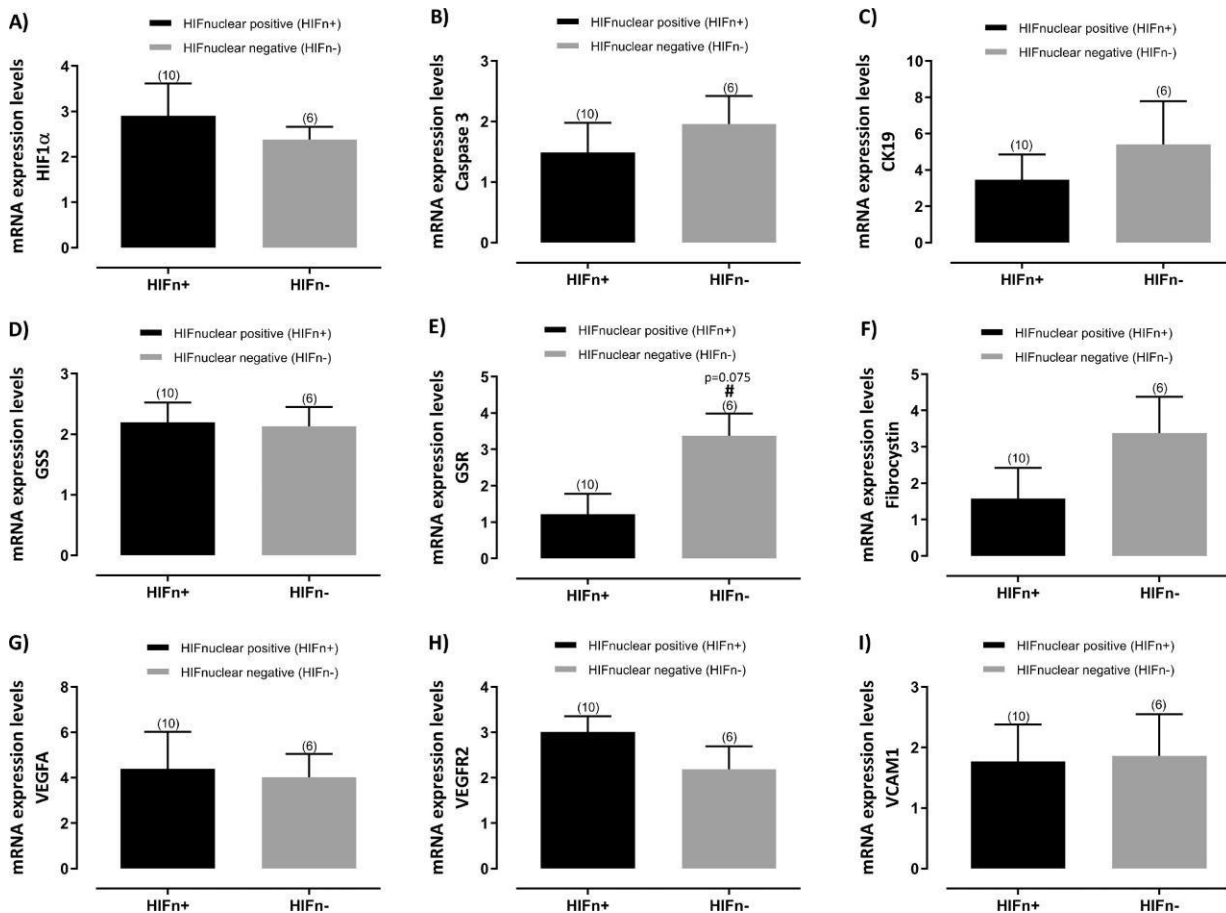 A)
HIFnuclear positive (HIFn+)
HIFnuclear negative (HIFn-)
mRNA expression levels
HIF1α
4
3
2
1
0
(10)
(6)
HIFn+
HIFn-
B)
HIFnuclear positive (HIFn+)
HIFnuclear negative (HIFn-)
mRNA expression levels
Caspase 3
3
2
1
0
(10)
(6)
HIFn+
HIFn-
C)
HIFnuclear positive (HIFn+)
HIFnuclear negative (HIFn-)
mRNA expression levels
CK19
10
8
6
4
2
0
(10)
(6)
HIFn+
HIFn-
D)
HIFnuclear positive (HIFn+)
HIFnuclear negative (HIFn-)
mRNA expression levels
GSS
3
2
1
0
(10)
(6)
HIFn+
HIFn-
E)
HIFnuclear positive (HIFn+)
HIFnuclear negative (HIFn-)
mRNA expression levels
GSR
5
4
3
2
1
0
(10)
p=0.075
#
(6)
HIFn+
HIFn-
F)
HIFnuclear positive (HIFn+)
HIFnuclear negative (HIFn-)
mRNA expression levels
Fibrocystin
5
4
3
2
1
0
(10)
(6)
HIFn+
HIFn-
G)
HIFnuclear positive (HIFn+)
HIFnuclear negative (HIFn-)
mRNA expression levels
VEGFA
8
6
4
2
0
(10)
(6)
HIFn+
HIFn-
H)
HIFnuclear positive (HIFn+)
HIFnuclear negative (HIFn-)
mRNA expression levels
VEGFR2
4
3
2
1
0
(10)
(6)
HIFn+
HIFn-
I)
HIFnuclear positive (HIFn+)
HIFnuclear negative (HIFn-)
mRNA expression levels
VCAM1
3
2
1
0
(10)
(6)
HIFn+
HIFn-